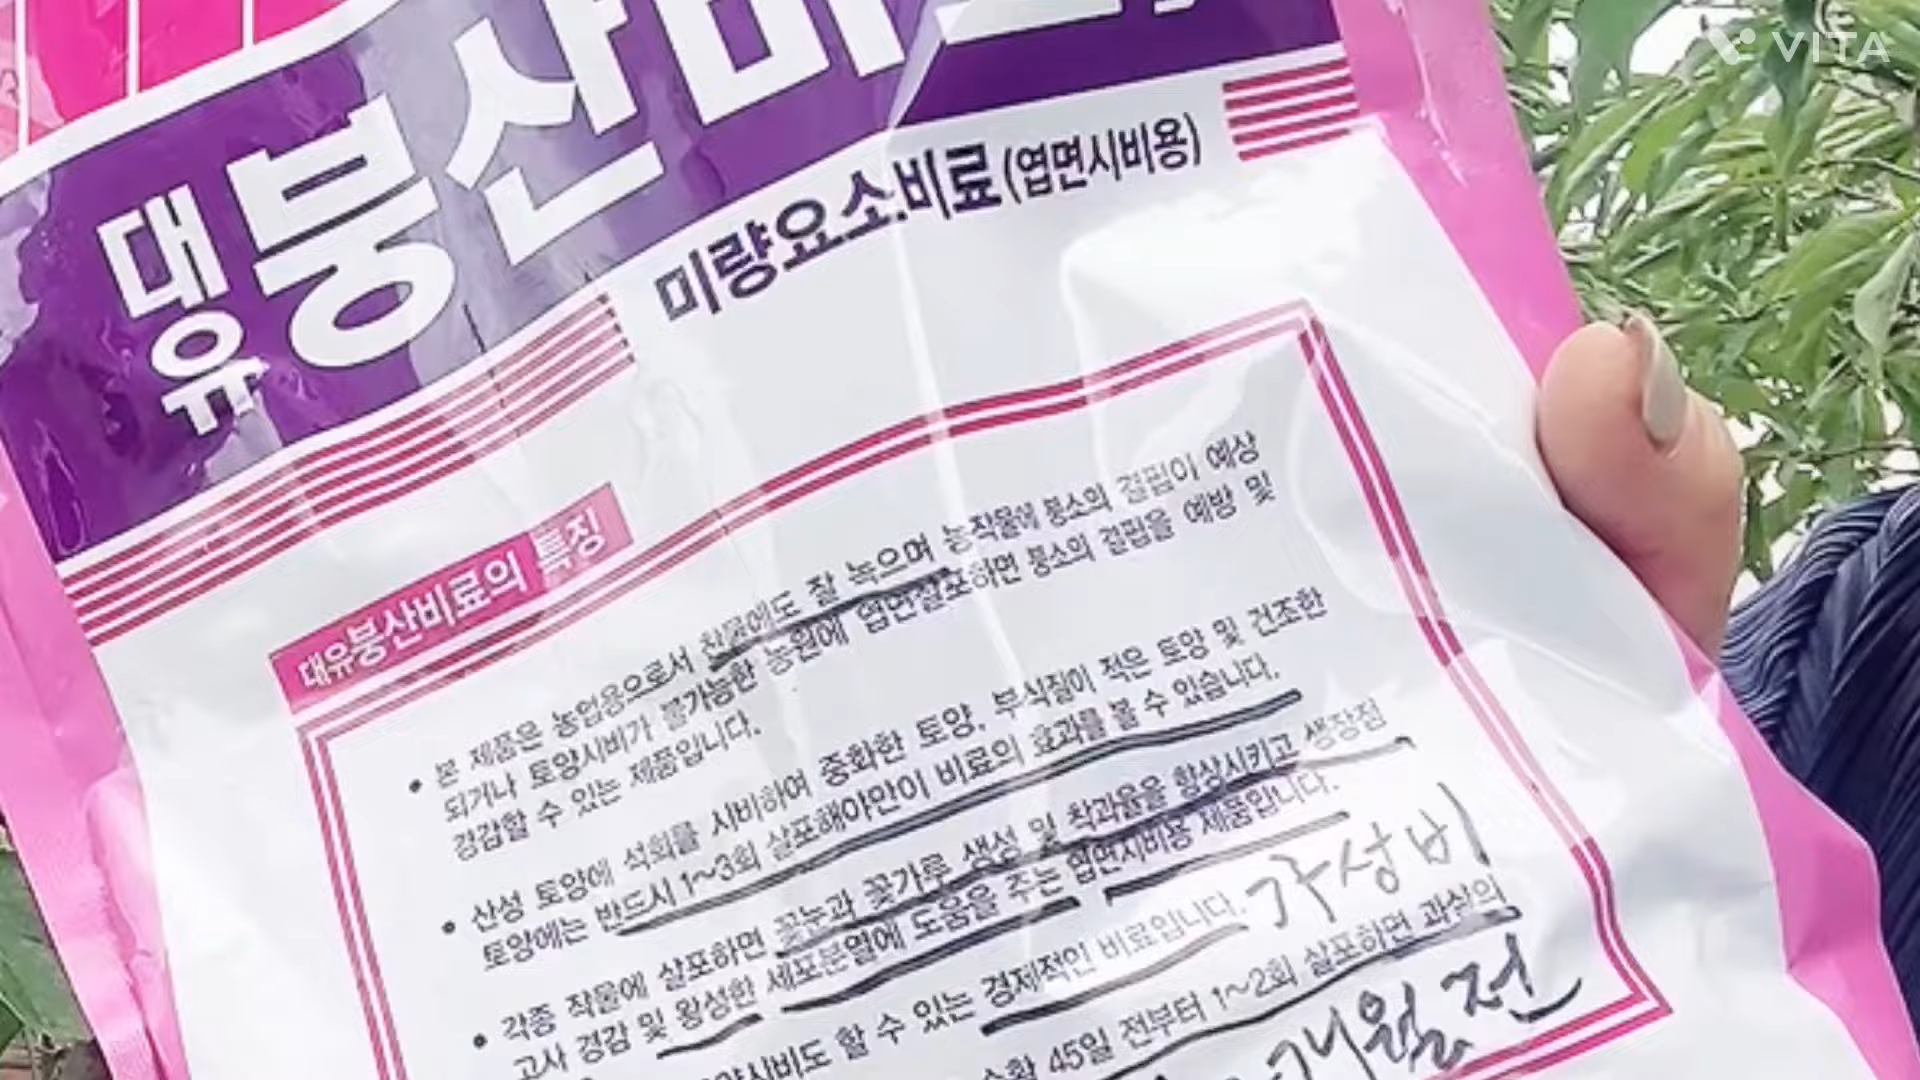 VITA
대유 붕산비료
미량요소비료(엽면시비용)
대유붕산비료의 특징
• 본 제품은 농업용으로서 찬물에도 잘 녹으며 농작물에 붕소의 결핍이 예상
되거나 토양시비가 불가능한 농원에 엽면살포하면 붕소의 결핍을 예방 및
경감할 수 있는 제품입니다.
• 산성 토양에 석회를 시비하여 중화한 토양, 부식질이 적은 토양 및 건조한
토양에는 반드시 1~3회 살포해야만이 비료의 효과를 볼 수 있습니다.
• 각종 작물에 살포하면 꽃눈과 꽃가루 생성 및 착과율을 향상시키고 생장점
고사 경감 및 왕성한 세포분열에 도움을 주는 엽면시비용 제품입니다.
할 수 있는 경제적인 비료입니다. 가상비
45일 전부터 1~2회 살포하면 과실의
개월전